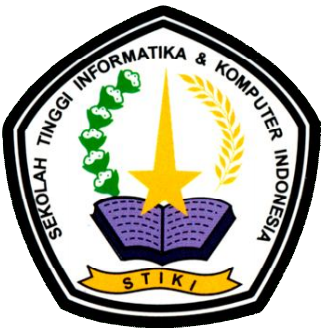 SEKOLAH TINGGI INFORMATIKA & KOMPUTER INDONESIA
STIKI